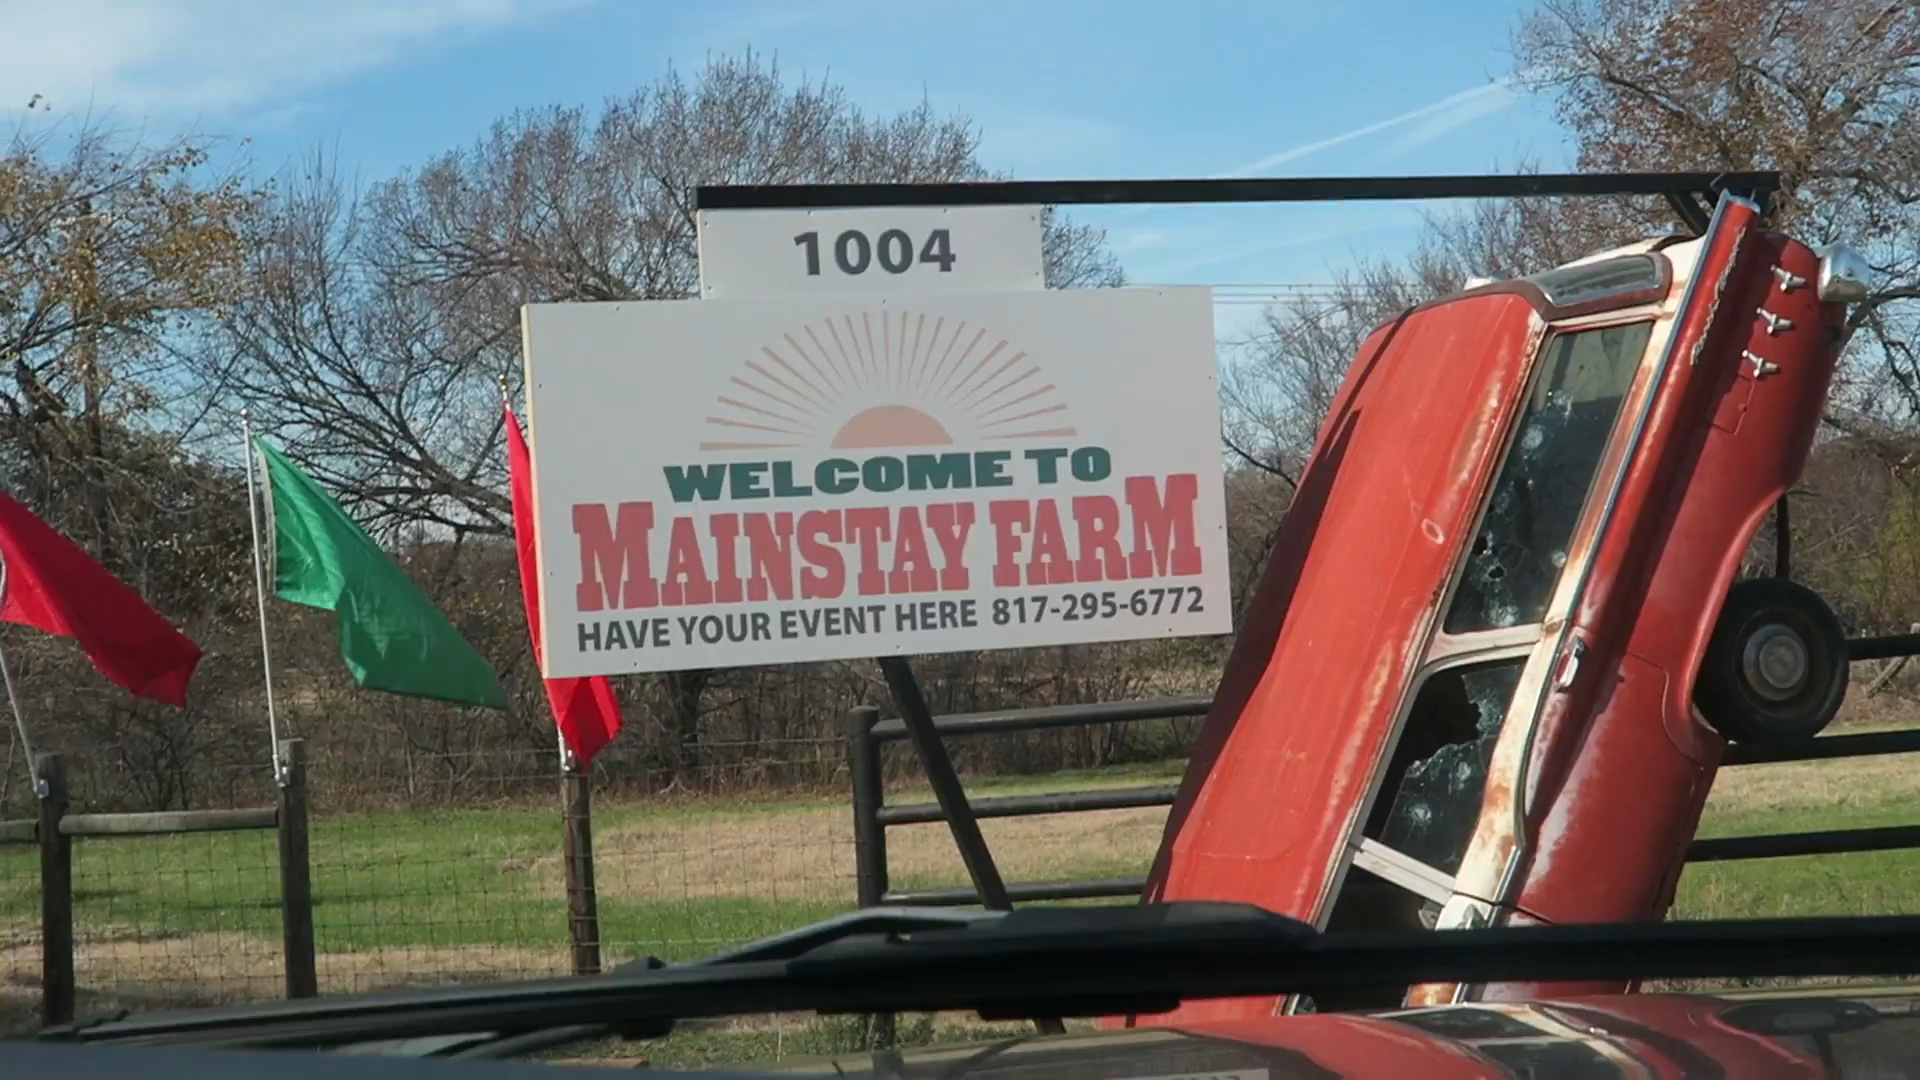 1004
WELCOME TO
MAINSTAY FARM
HAVE YOUR EVENT HERE 817-295-6772